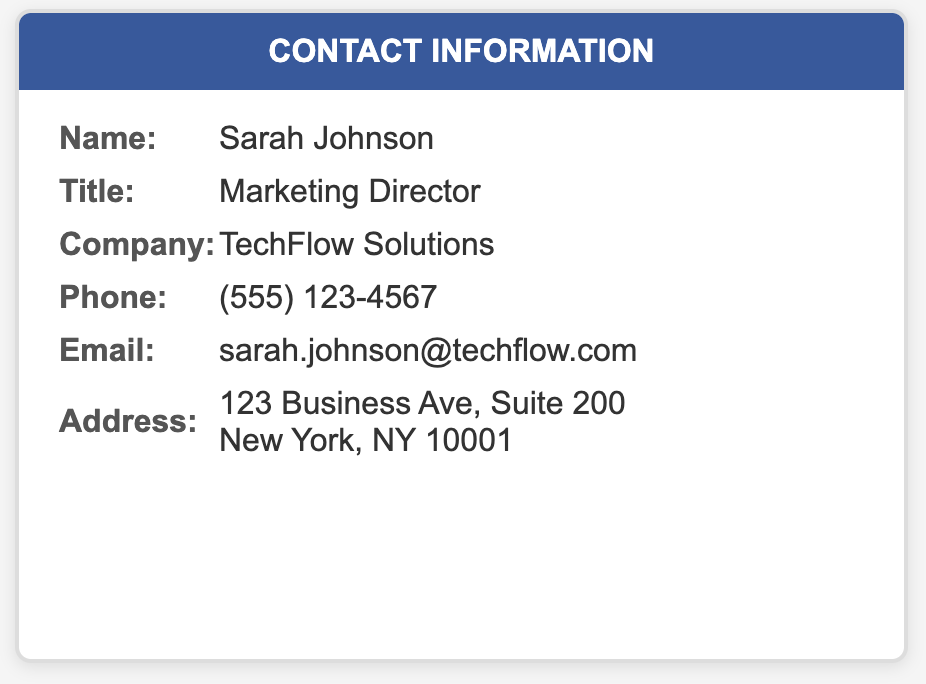 CONTACT INFORMATION
Name: Sarah Johnson
Title: Marketing Director
Company: TechFlow Solutions
Phone: (555) 123-4567
Email: sarah.johnson@techflow.com
Address: 123 Business Ave, Suite 200
New York, NY 10001